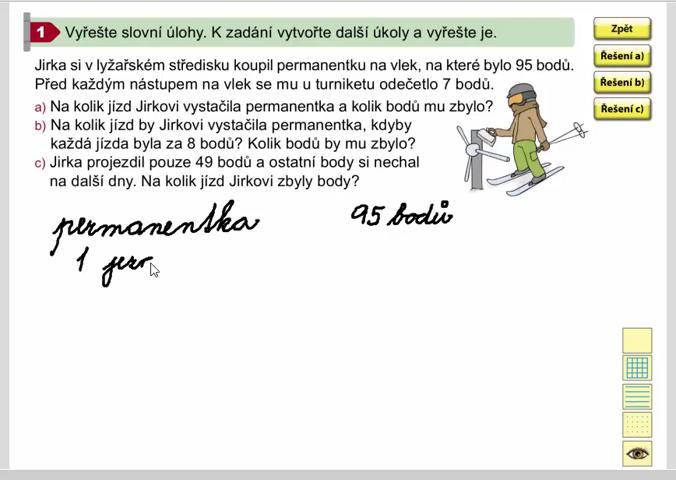 1 Vyřešte slovní úlohy. K zadání vytvořte další úkoly a vyřešte je.
Zpět
Řešení a)
Řešení b)
Řešení c)
Jirka si v lyžařském středisku koupil permanentku na vlek, na které bylo 95 bodů.
Před každým nástupem na vlek se mu u turniketu odečetlo 7 bodů.
a) Na kolik jízd Jirkovi vystačila permanentka a kolik bodů mu zbylo?
b) Na kolik jízd by Jirkovi vystačila permanentka, kdyby
každá jízda byla za 8 bodů? Kolik bodů by mu zbylo?
c) Jirka projezdil pouze 49 bodů a ostatní body si nechal
na další dny. Na kolik jízd Jirkovi zbyly body?
permanentka 95 bodů
1